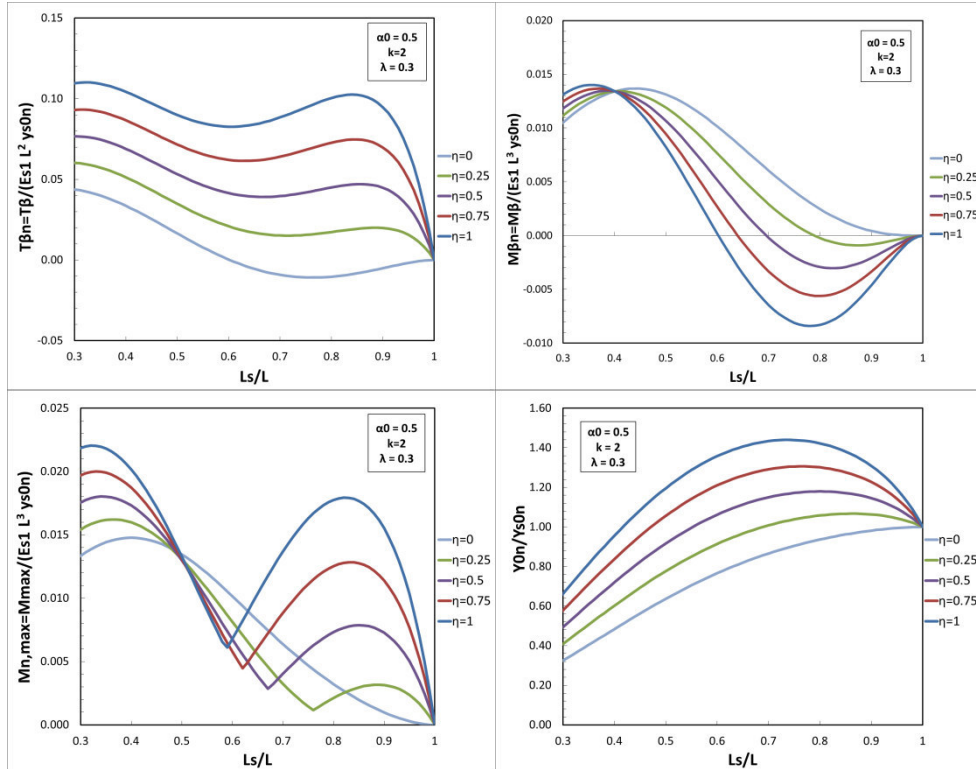 0.15
0.10
0.05
0.00
-0.05
Tβn=Tβ/(Es1 L² ys0n)
α0 = 0.5
k=2
λ = 0.3
η=0
η=0.25
η=0.5
η=0.75
η=1
0.3 0.4 0.5 0.6 0.7 0.8 0.9 1
Ls/L
0.020
0.015
0.010
0.005
0.000
-0.005
-0.010
Mβn=Mβ/(Es1 L³ ys0n)
α0 = 0.5
k=2
λ = 0.3
η=0
η=0.25
η=0.5
η=0.75
η=1
0.3 0.4 0.5 0.6 0.7 0.8 0.9 1
Ls/L
0.025
0.020
0.015
0.010
0.005
0.000
Mn,max=Mmax/(Es1 L³ ys0n)
α0 = 0.5
k=2
λ = 0.3
η=0
η=0.25
η=0.5
η=0.75
η=1
0.3 0.4 0.5 0.6 0.7 0.8 0.9 1
Ls/L
1.60
1.40
1.20
1.00
0.80
0.60
0.40
0.20
0.00
Y0n/Ys0n
α0 = 0.5
k = 2
λ = 0.3
η=0
η=0.25
η=0.5
η=0.75
η=1
0.3 0.4 0.5 0.6 0.7 0.8 0.9 1
Ls/L